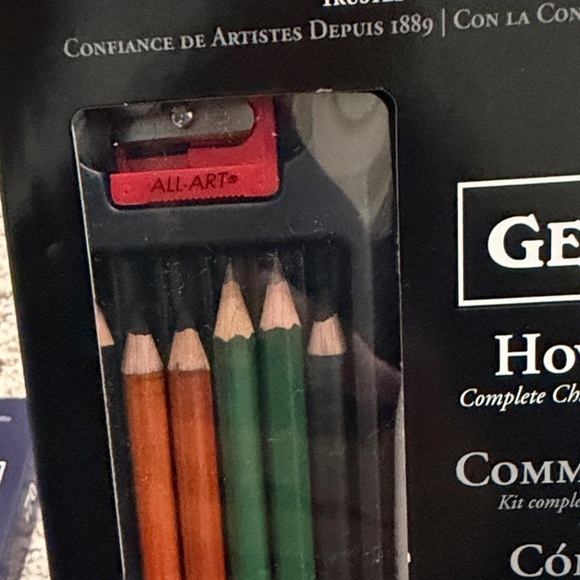 Confiance de Artistes Depuis 1889 | Con la Con
ALL-ART®
GE
Ho
Complete Ch
Comm
Kit comple
Có